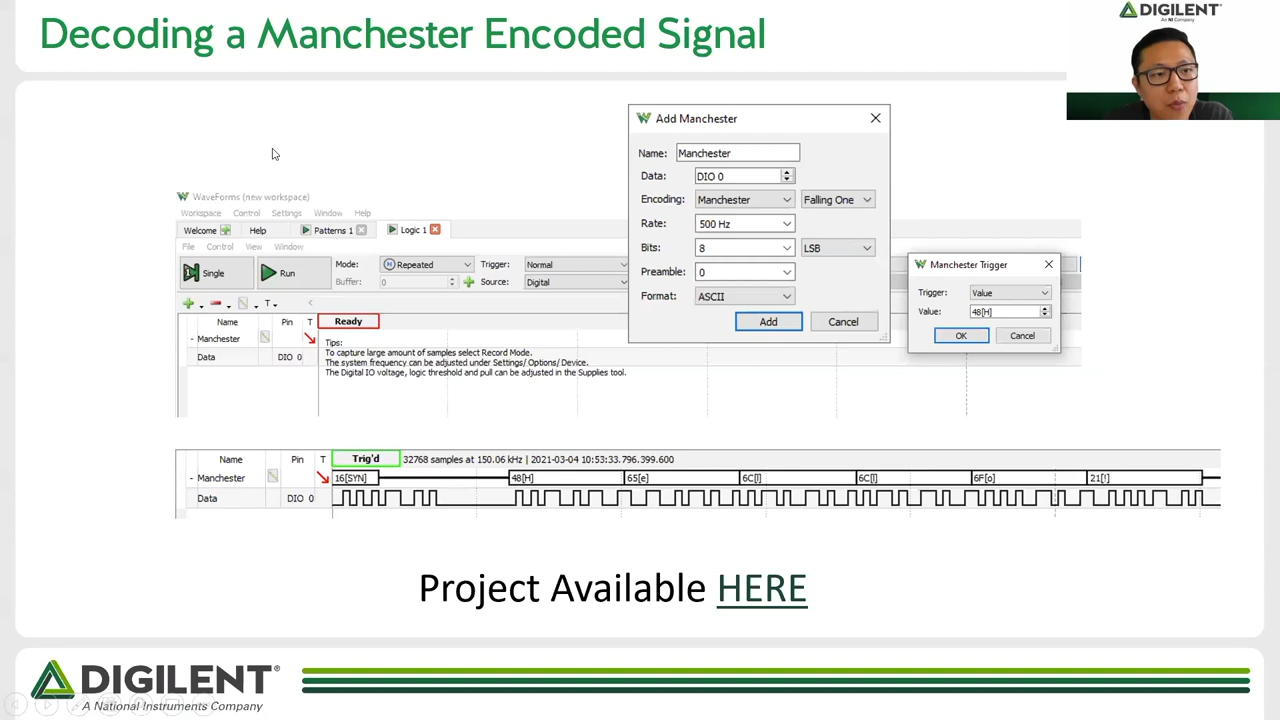 Decoding a Manchester Encoded Signal
DIGILENT
An NI Company
Add Manchester
Name: Manchester
Data: DIO 0
Encoding: Manchester Falling One
Rate: 500 Hz
Bits: 8 LSB
Preamble: 0
Format: ASCII
Add Cancel
WaveForms (new workspace)
Workspace Control Settings Window Help
Welcome Help Patterns 1 Logic 1
File Control View Window
Single Run Mode: Repeated Trigger: Normal
Buffer: 0 Source: Digital
Manchester Trigger
Trigger: Value
Value: 48[H]
OK Cancel
Name Pin T Ready
Manchester
Data DIO 0
Tips:
To capture large amount of samples select Record Mode.
The system frequency can be adjusted under Settings/ Options/ Device.
The Digital IO voltage, logic threshold and pull can be adjusted in the Supplies tool.
Name Pin T Trig'd 32768 samples at 150.06 kHz | 2021-03-04 10:53:33.796.399.600
Manchester 16[SYN] 48[H] 65[e] 6C[l] 6C[l] 6F[o] 21[!]
Data DIO 0
Project Available HERE
DIGILENT®
A National Instruments Company